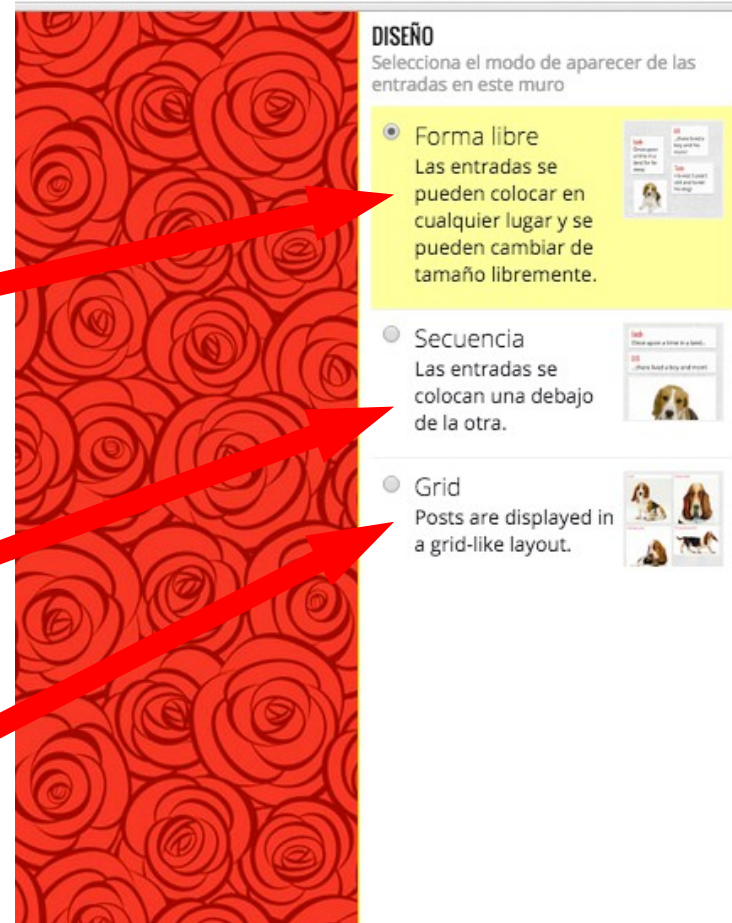 DISEÑO
Selecciona el modo de aparecer de las
entradas en este muro
Forma libre
Las entradas se
pueden colocar en
cualquier lugar y se
pueden cambiar de
tamaño libremente.
Secuencia
Las entradas se
colocan una debajo
de la otra.
Grid
Posts are displayed in
a grid-like layout.